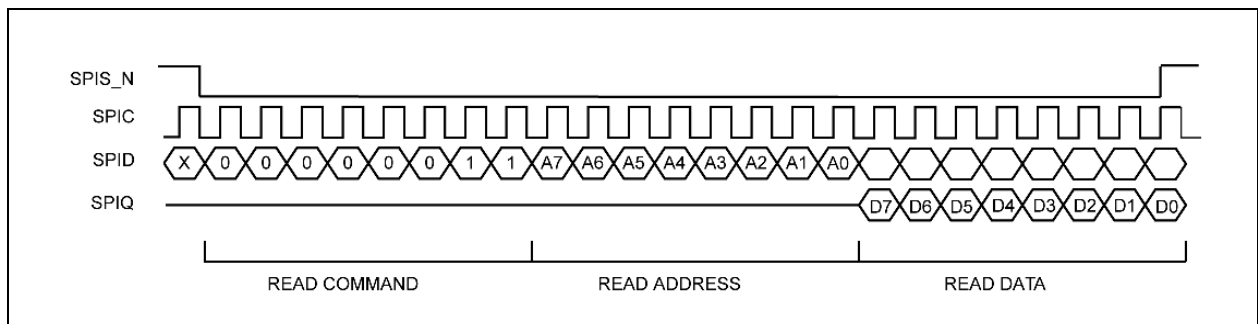 SPIS_N
SPIC
SPID X 0 0 0 0 0 0 1 1 A7 A6 A5 A4 A3 A2 A1 A0
SPIQ D7 D6 D5 D4 D3 D2 D1 D0
READ COMMAND READ ADDRESS READ DATA